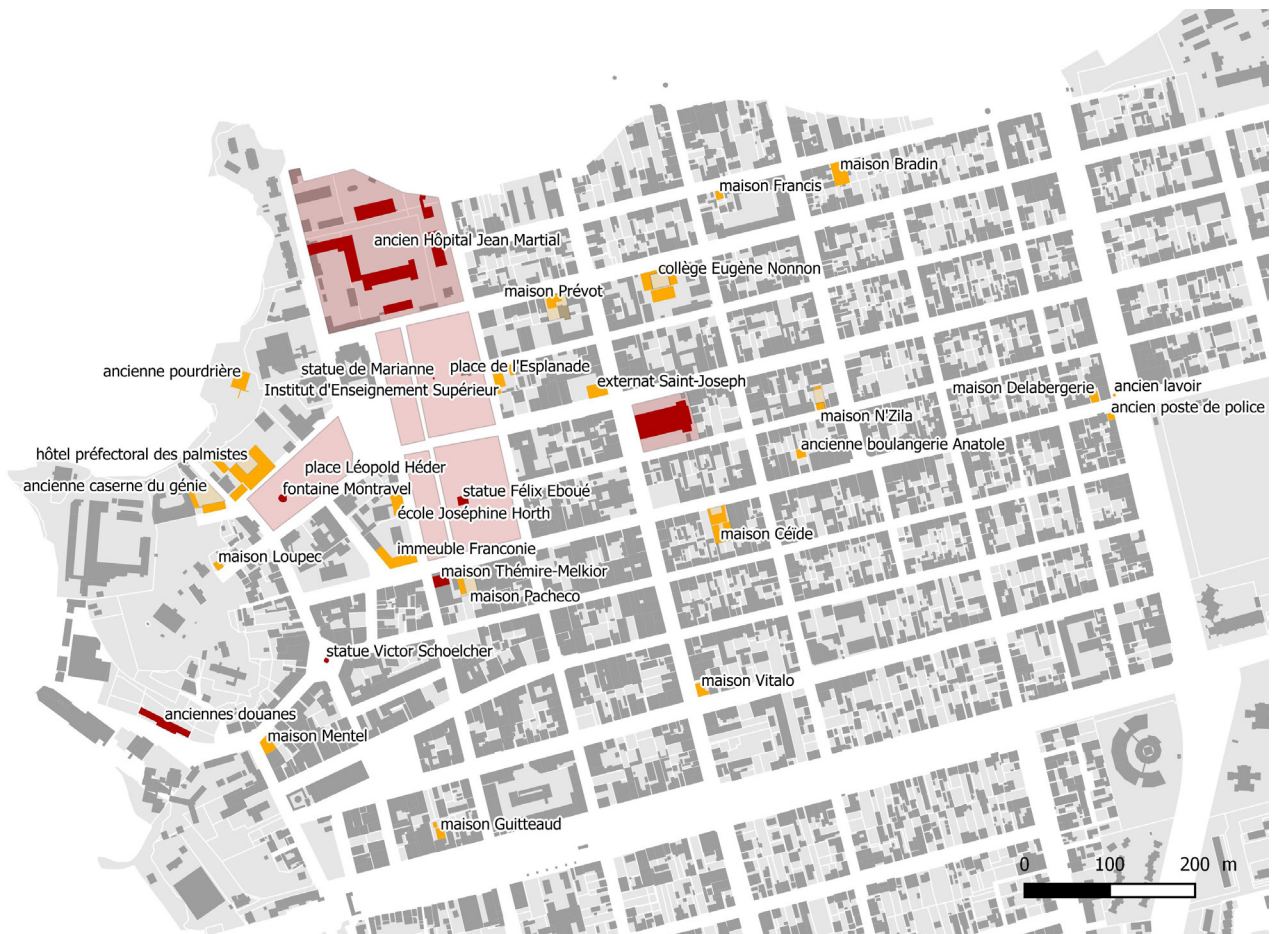 maison Bradin
maison Francis
ancien Hôpital Jean Martial
collège Eugène Nonnon
maison Prévot
statue de Marianne
place de l'Esplanade
ancienne pourdrière
Institut d'Enseignement Supérieur
externat Saint-Joseph
maison Delabergerie
ancien lavoir
ancien poste de police
maison N'Zila
ancienne boulangerie Anatole
hôtel préfectoral des palmistes
place Léopold Héder
ancienne caserne du génie
fontaine Montravel
statue Félix Eboué
école Joséphine Horth
maison Céïde
immeuble Franconie
maison Loupec
maison Thémire-Melkior
maison Pacheco
statue Victor Schoelcher
maison Vitalo
anciennes douanes
maison Mentel
maison Guitteaud
0 100 200 m